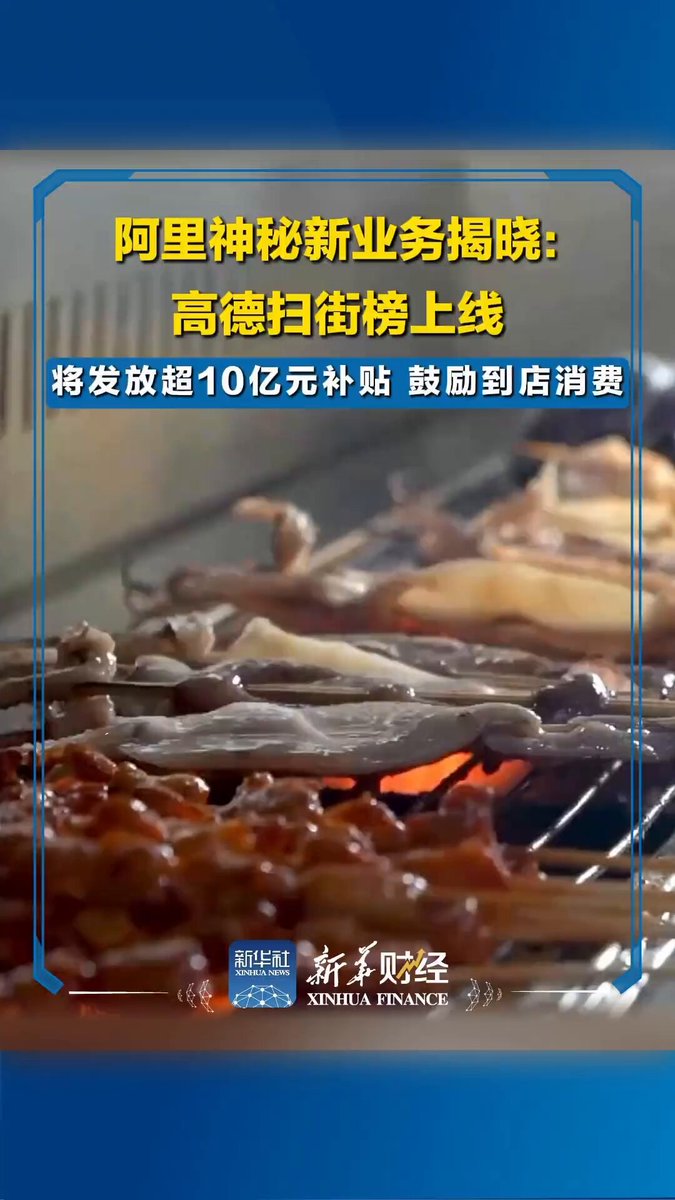 阿里神秘新业务揭晓:
高德扫街榜上线
将发放超10亿元补贴 鼓励到店消费
新华社
XINHUA NEWS
新华财经
XINHUA FINANCE